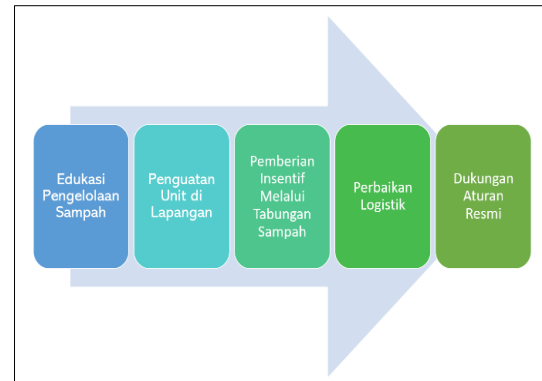 Edukasi
Pengelolaan
Sampah
Penguatan
Unit di
Lapangan
Pemberian
Insentif
Melalui
Tabungan
Sampah
Perbaikan
Logistik
Dukungan
Aturan
Resmi